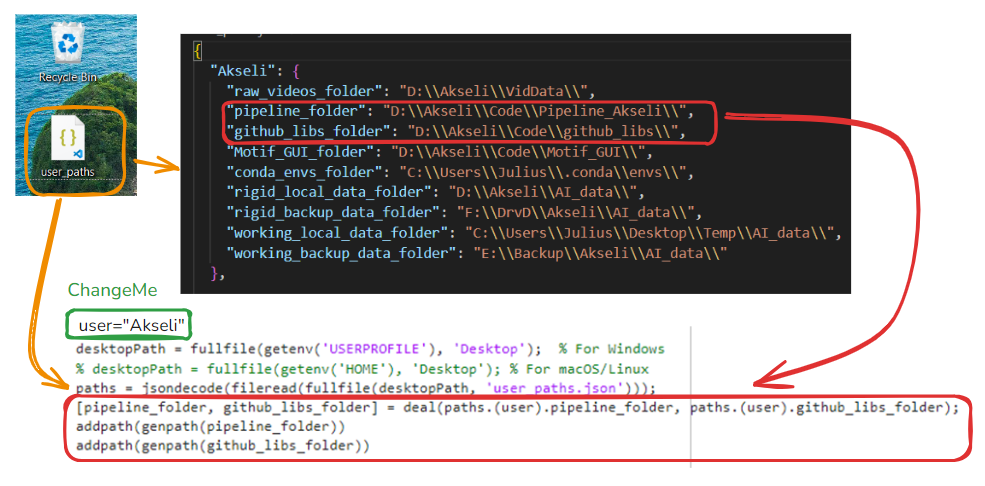 Recycle Bin
user_paths
{
"Akseli": {
"raw_videos_folder": "D:\\Akseli\\VidData\\",
"pipeline_folder": "D:\\Akseli\\Code\\Pipeline_Akseli\\",
"github_libs_folder": "D:\\Akseli\\Code\\github_libs\\",
"Motif_GUI_folder": "D:\\Akseli\\Code\\Motif_GUI\\",
"conda_envs_folder": "C:\\Users\\Julius\\.conda\\envs\\",
"rigid_local_data_folder": "D:\\Akseli\\AI_data\\",
"rigid_backup_data_folder": "F:\\DrvD\\Akseli\\AI_data\\",
"working_local_data_folder": "C:\\Users\\Julius\\Desktop\\Temp\\AI_data\\",
"working_backup_data_folder": "E:\\Backup\\Akseli\\AI_data\\"
},
ChangeMe
user="Akseli"
desktopPath = fullfile(getenv('USERPROFILE'), 'Desktop');  % For Windows
% desktopPath = fullfile(getenv('HOME'), 'Desktop'); % For macOS/Linux
paths = jsondecode(fileread(fullfile(desktopPath, 'user_paths.json')));
[pipeline_folder, github_libs_folder] = deal(paths.(user).pipeline_folder, paths.(user).github_libs_folder);
addpath(genpath(pipeline_folder))
addpath(genpath(github_libs_folder))